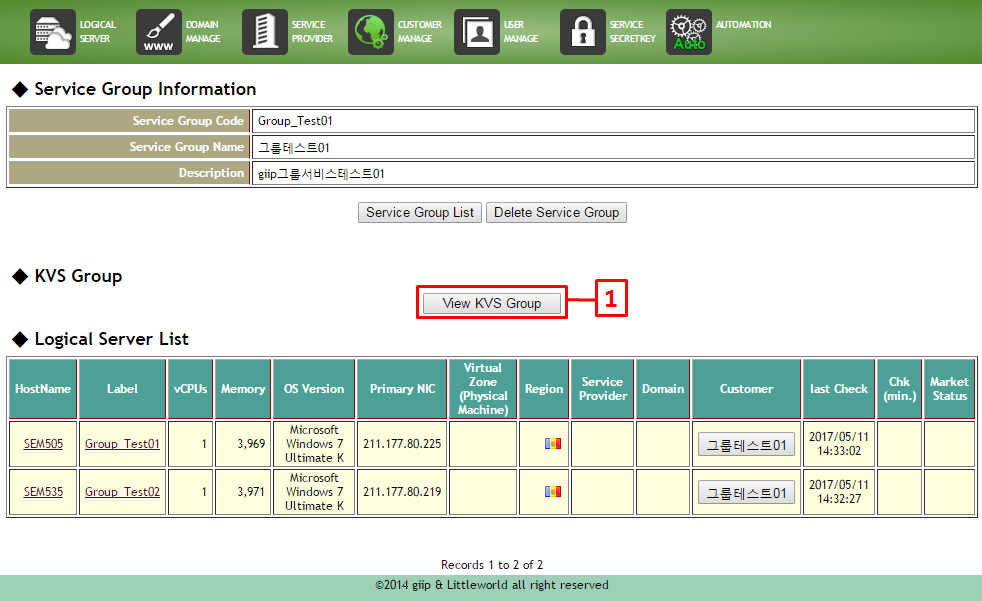 LOGICAL SERVER
DOMAIN MANAGE
SERVICE PROVIDER
CUSTOMER MANAGE
USER MANAGE
SERVICE SECRETKEY
AUTOMATION
WWW
Auto
◆ Service Group Information
Service Group Code Group_Test01
Service Group Name 그룹테스트01
Description giip그룹서비스테스트01
Service Group List Delete Service Group
◆ KVS Group
View KVS Group 1
◆ Logical Server List
HostName Label vCPUs Memory OS Version Primary NIC Virtual Zone (Physical Machine) Region Service Provider Domain Customer last Check Chk (min.) Market Status
SEM505 Group_Test01 1 3,969 Microsoft Windows 7 Ultimate K 211.177.80.225 그룹테스트01 2017/05/11 14:33:02
SEM535 Group_Test02 1 3,971 Microsoft Windows 7 Ultimate K 211.177.80.219 그룹테스트01 2017/05/11 14:32:27
Records 1 to 2 of 2
©2014 giip & Littleworld all right reserved